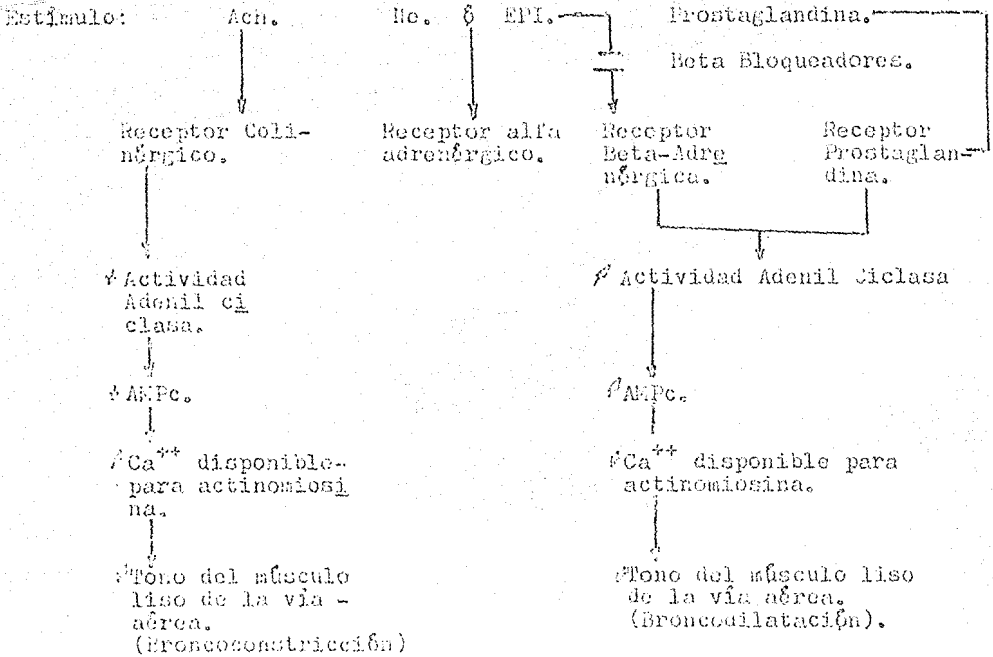 Estímulo: Ach. Ne. ó EPI. Prostaglandina.
Beta Bloqueadores.
Receptor Coli-
nérgico.
Receptor alfa
adrenérgico.
Receptor
Beta-Adre
nérgica.
Receptor
Prostaglan-
dina.
Actividad
Adenil ci
clasa.
Actividad Adenil Ciclasa
AMPc.
AMPc.
Ca++ disponible-
para actinomiosi
na.
Ca++ disponible para
actinomiosina.
Tono del músculo
liso de la vía -
aérea.
(Broncoconstricción)
Tono del músculo liso
de la vía aérea.
(Broncodilatación).